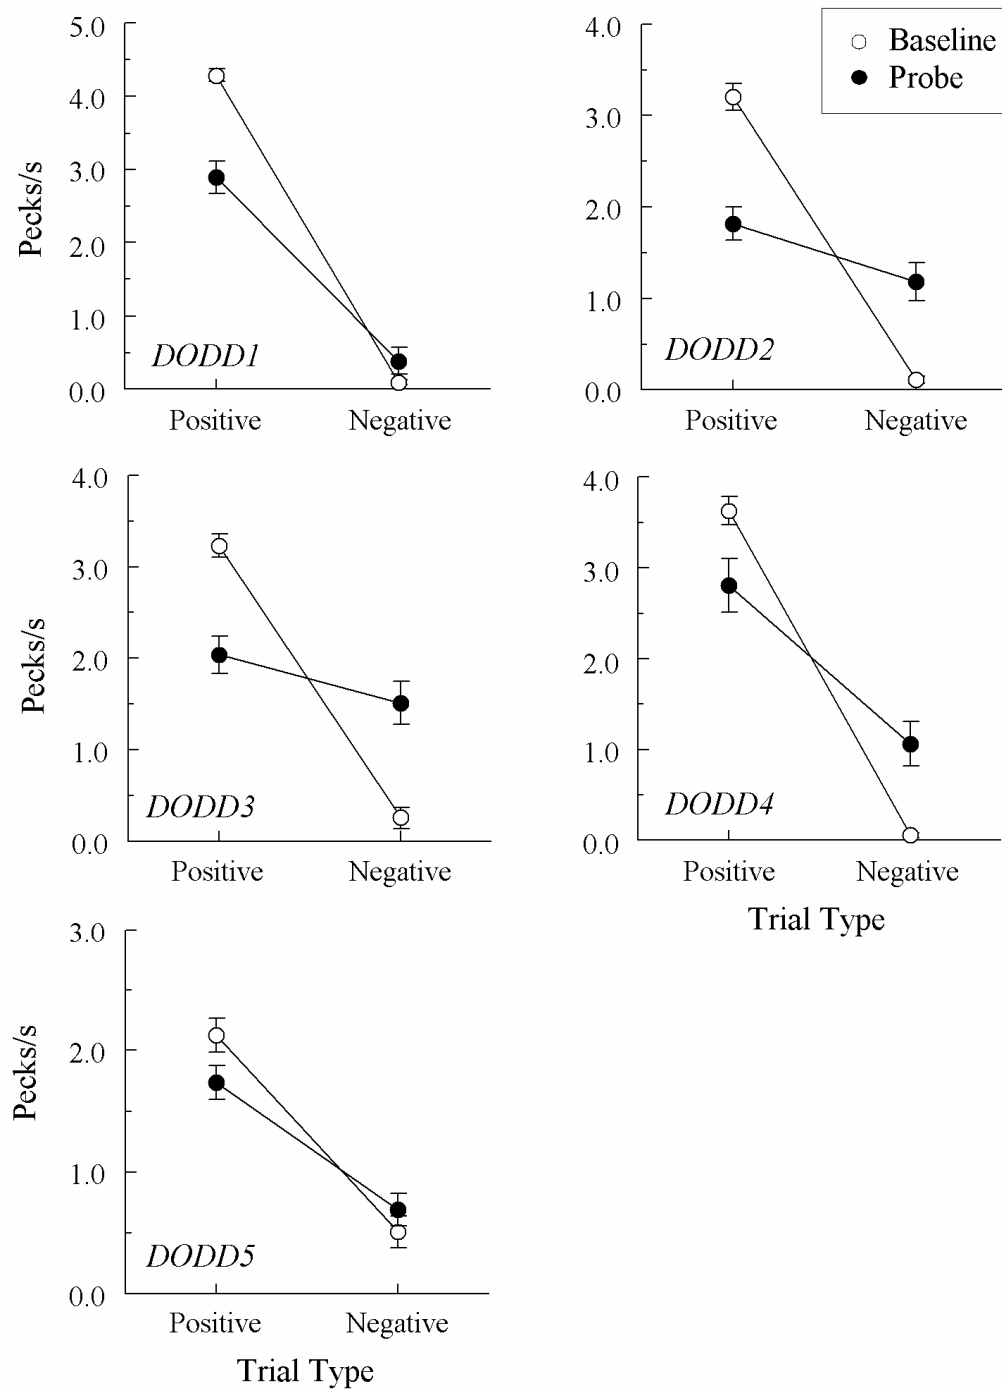 5.0
4.0
3.0
2.0
1.0
0.0
Pecks/s
DODD1
Positive Negative
4.0
3.0
2.0
1.0
0.0
DODD2
Positive Negative
Baseline
Probe
4.0
3.0
2.0
1.0
0.0
Pecks/s
DODD3
Positive Negative
4.0
3.0
2.0
1.0
0.0
DODD4
Positive Negative
Trial Type
3.0
2.0
1.0
0.0
Pecks/s
DODD5
Positive Negative
Trial Type